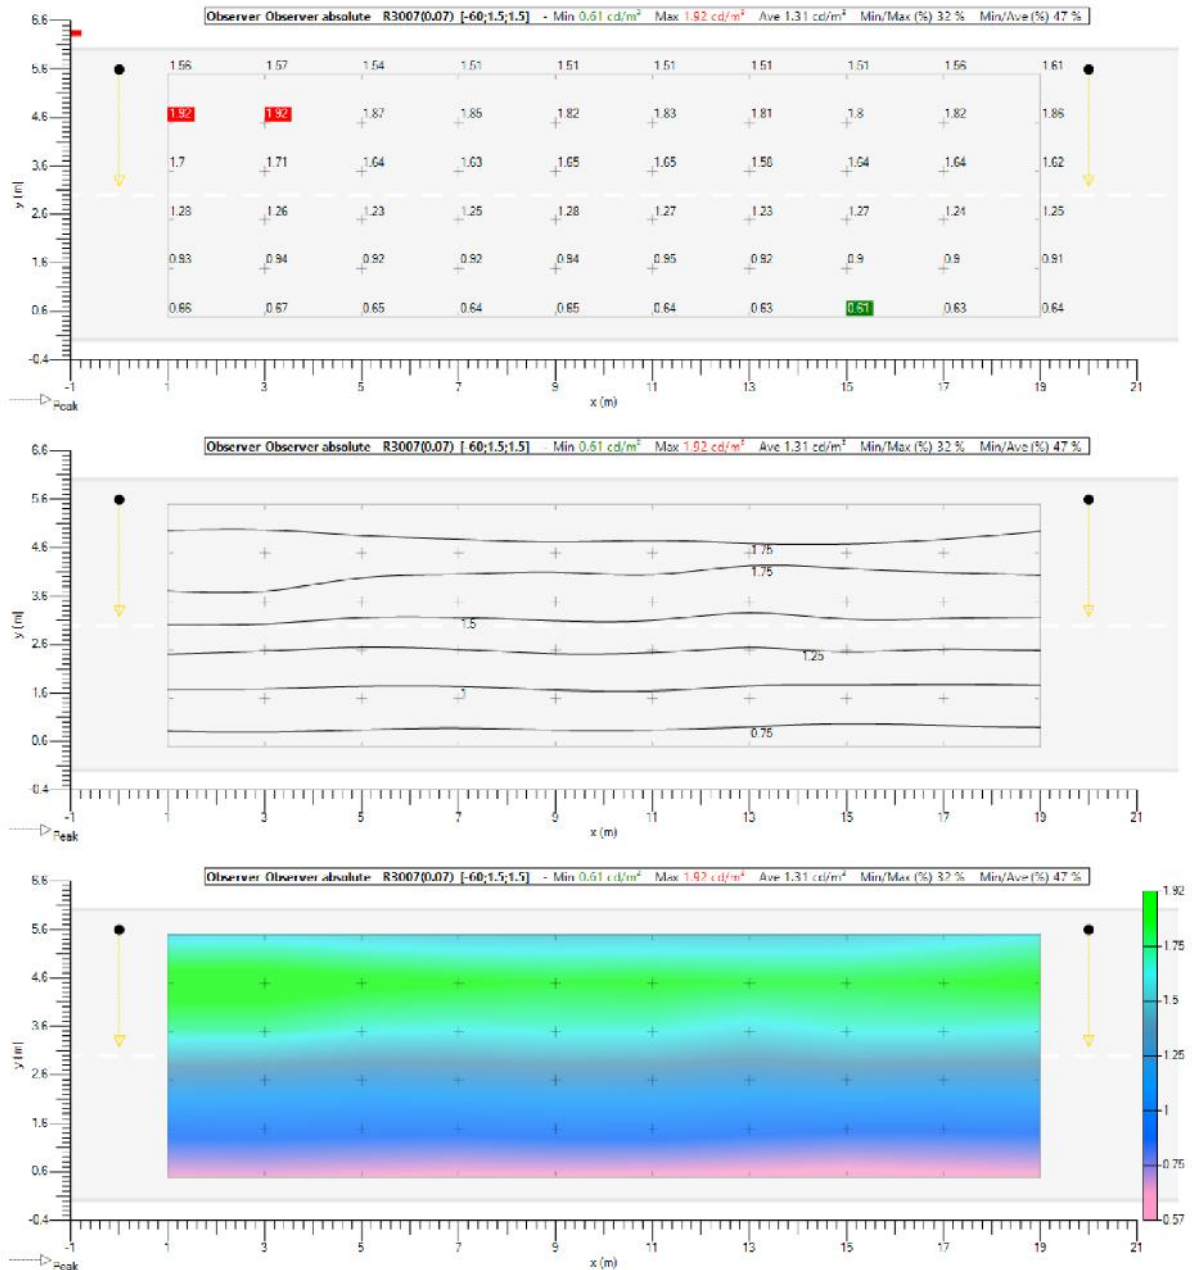 Observer Observer absolute R3007(0.07) [-60;1.5;1.5] - Min 0.61 cd/m² Max 1.92 cd/m² Ave 1.31 cd/m² Min/Max (%) 32 % Min/Ave (%) 47 %
6.6
5.6 1.56 1.57 1.54 1.51 1.51 1.51 1.51 1.51 1.56 1.61
4.6 1.92 1.92 1.87 1.85 1.82 1.83 1.81 1.8 1.82 1.86
3.6 1.7 1.71 1.64 1.63 1.65 1.65 1.58 1.64 1.64 1.62
y (m)
2.6 1.28 1.26 1.23 1.25 1.28 1.27 1.23 1.27 1.24 1.25
1.6 0.93 0.94 0.92 0.92 0.94 0.95 0.92 0.9 0.9 0.91
0.6 0.66 0.67 0.65 0.64 0.65 0.64 0.63 0.61 0.63 0.64
-0.4
-1 1 3 5 7 9 11 13 15 17 19 21
x (m)
Peak
Observer Observer absolute R3007(0.07) [-60;1.5;1.5] - Min 0.61 cd/m² Max 1.92 cd/m² Ave 1.31 cd/m² Min/Max (%) 32 % Min/Ave (%) 47 %
6.6
5.6
4.6 1.75
1.75
3.6
1.5
y (m)
2.6 1.25
1.6 1
0.6 0.75
-0.4
-1 1 3 5 7 9 11 13 15 17 19 21
x (m)
Peak
Observer Observer absolute R3007(0.07) [-60;1.5;1.5] - Min 0.61 cd/m² Max 1.92 cd/m² Ave 1.31 cd/m² Min/Max (%) 32 % Min/Ave (%) 47 %
6.6 1.92
5.6 1.75
4.6 1.5
3.6 1.25
y (m)
2.6 1
1.6 0.75
0.6 0.57
-0.4
-1 1 3 5 7 9 11 13 15 17 19 21
x (m)
Peak